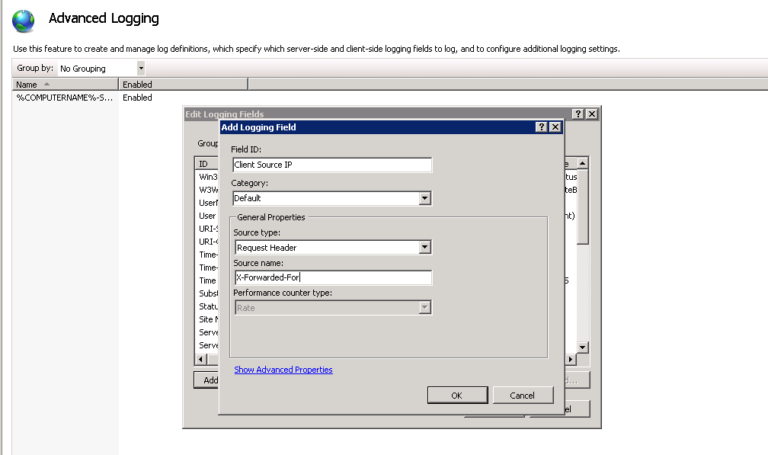 Advanced Logging
Use this feature to create and manage log definitions, which specify which server-side and client-side logging fields to log, and to configure additional logging settings.
Group by: No Grouping
Name Enabled
%COMPUTERNAME%-S... Enabled
Edit Logging Fields
Add Logging Field
Group
Field ID:
ID
Client Source IP
Win3
tus
Category:
W3W
teB
Default
User
ht)
General Properties
URI-S
Source type:
URI-
Request Header
Time-
Source name:
Time-
X-Forwarded-For
Time
Performance counter type:
Subst
Rate
Statu
Site N
Serve
Serve
Show Advanced Properties
Add
OK Cancel
el